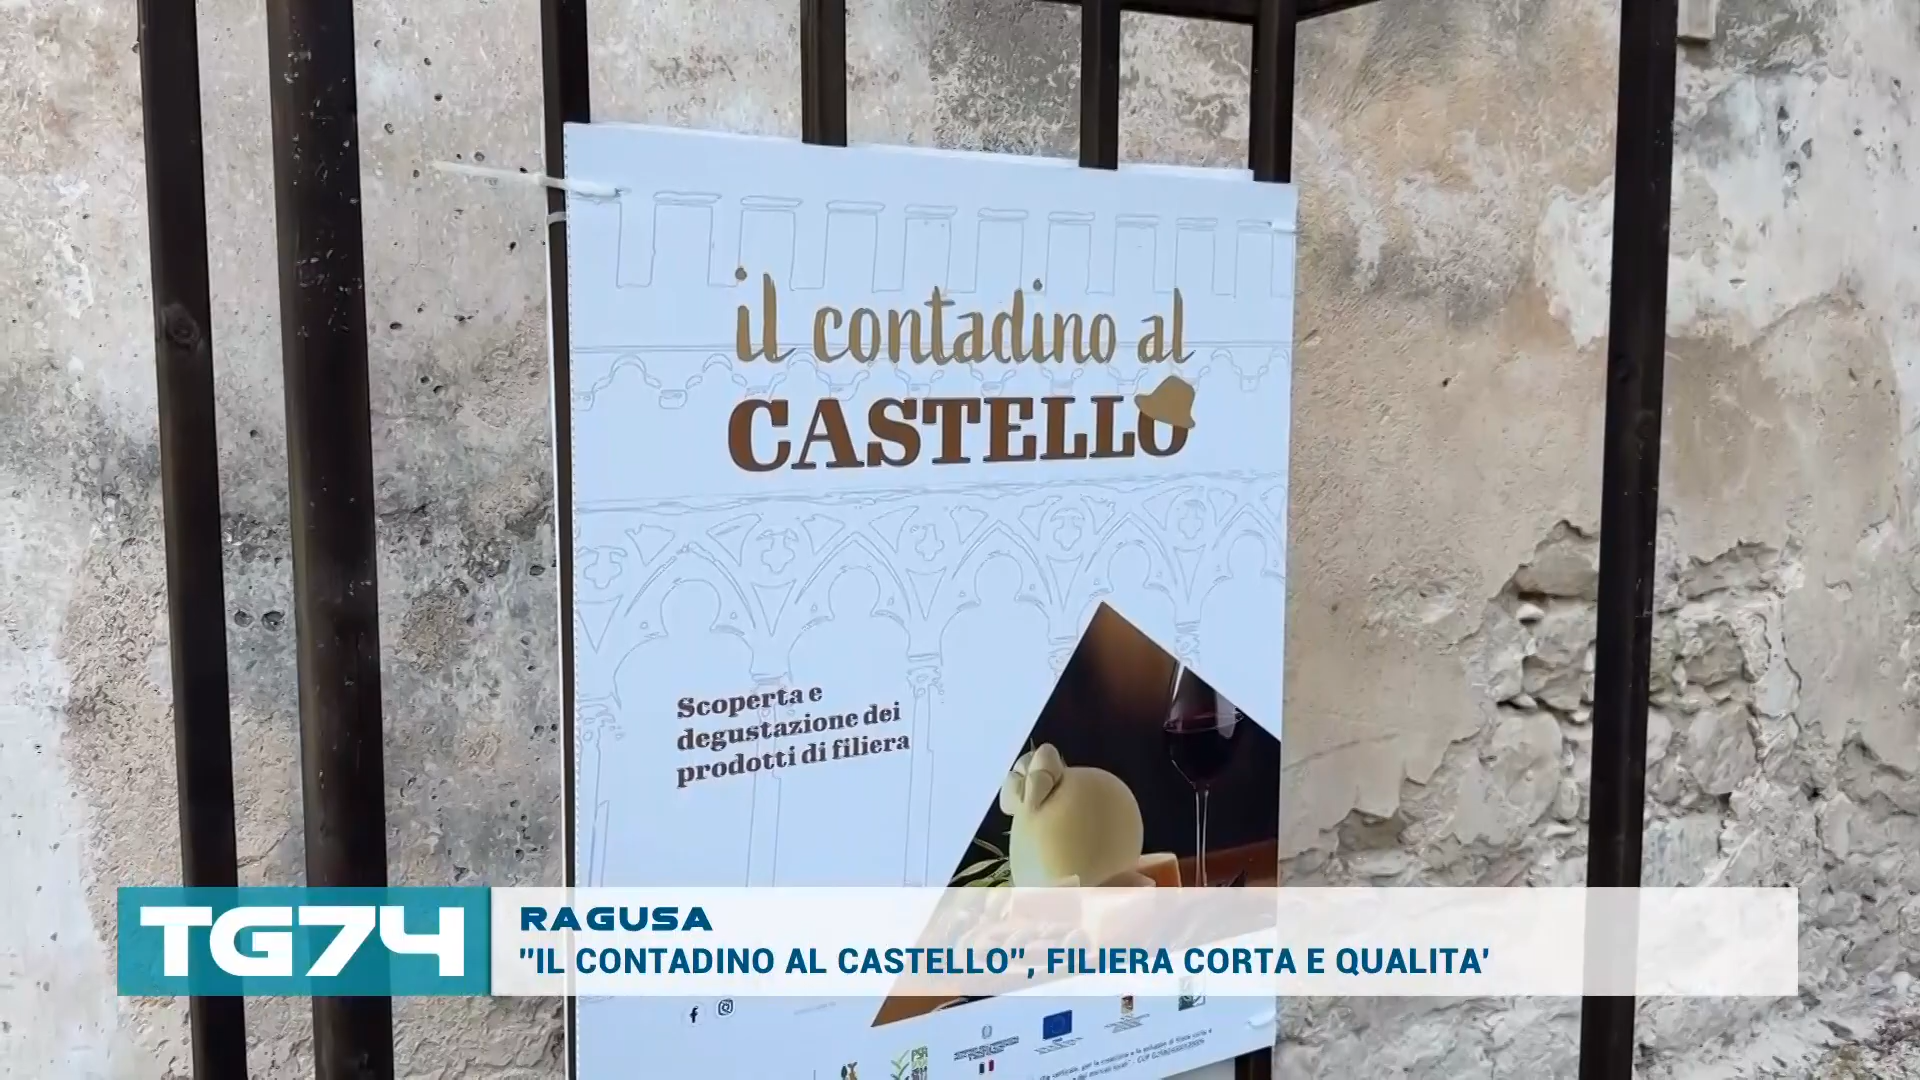 il contadino al
CASTELLO
Scoperta e
degustazione dei
prodotti di filiera
TG74
RAGUSA
"IL CONTADINO AL CASTELLO", FILIERA CORTA E QUALITA'
PSR